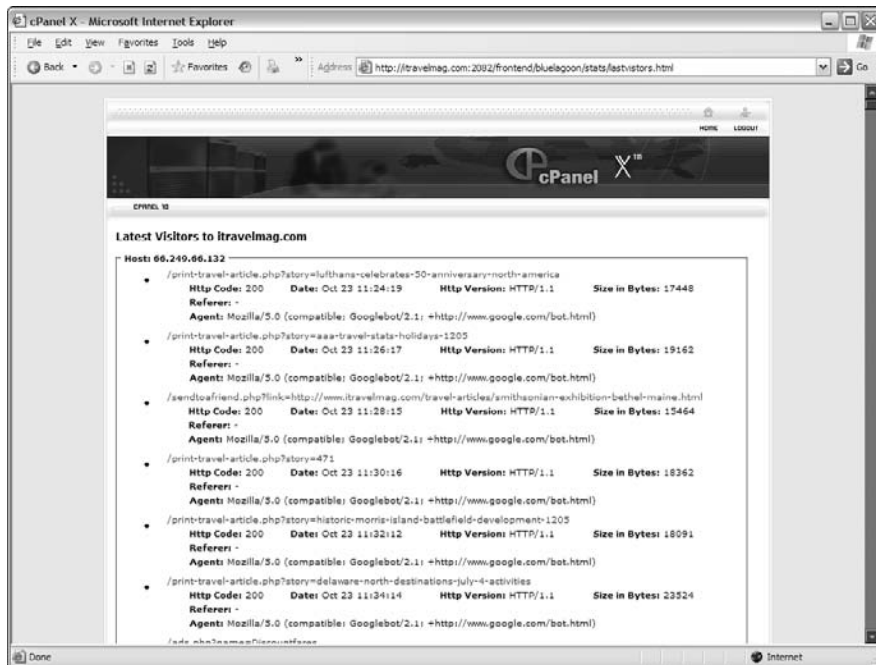 cPanel X - Microsoft Internet Explorer
File Edit View Favorites Tools Help
Back Favorites » Address http://itravelmag.com:2082/frontend/bluelagoon/stats/lastvistors.html Go
HOME LOGOUT
cPanel X™
CPANEL X
Latest Visitors to itravelmag.com
Host: 66.249.66.132
/print-travel-article.php?story=lufthans-celebrates-50-anniversary-north-america
Http Code: 200 Date: Oct 23 11:24:19 Http Version: HTTP/1.1 Size in Bytes: 17448
Referer: -
Agent: Mozilla/5.0 (compatible; Googlebot/2.1; +http://www.google.com/bot.html)
/print-travel-article.php?story=aaa-travel-stats-holidays-1205
Http Code: 200 Date: Oct 23 11:26:17 Http Version: HTTP/1.1 Size in Bytes: 19162
Referer: -
Agent: Mozilla/5.0 (compatible; Googlebot/2.1; +http://www.google.com/bot.html)
/sendtoafriend.php?link=http://www.itravelmag.com/travel-articles/smithsonian-exhibition-bethel-maine.html
Http Code: 200 Date: Oct 23 11:28:15 Http Version: HTTP/1.1 Size in Bytes: 15464
Referer: -
Agent: Mozilla/5.0 (compatible; Googlebot/2.1; +http://www.google.com/bot.html)
/print-travel-article.php?story=471
Http Code: 200 Date: Oct 23 11:30:16 Http Version: HTTP/1.1 Size in Bytes: 18362
Referer: -
Agent: Mozilla/5.0 (compatible; Googlebot/2.1; +http://www.google.com/bot.html)
/print-travel-article.php?story=historic-morris-island-battlefield-development-1205
Http Code: 200 Date: Oct 23 11:32:12 Http Version: HTTP/1.1 Size in Bytes: 18091
Referer: -
Agent: Mozilla/5.0 (compatible; Googlebot/2.1; +http://www.google.com/bot.html)
/print-travel-article.php?story=delaware-north-destinations-july-4-activities
Http Code: 200 Date: Oct 23 11:34:14 Http Version: HTTP/1.1 Size in Bytes: 23524
Referer: -
Agent: Mozilla/5.0 (compatible; Googlebot/2.1; +http://www.google.com/bot.html)
/ads.php?name=Discountfares
Done Internet